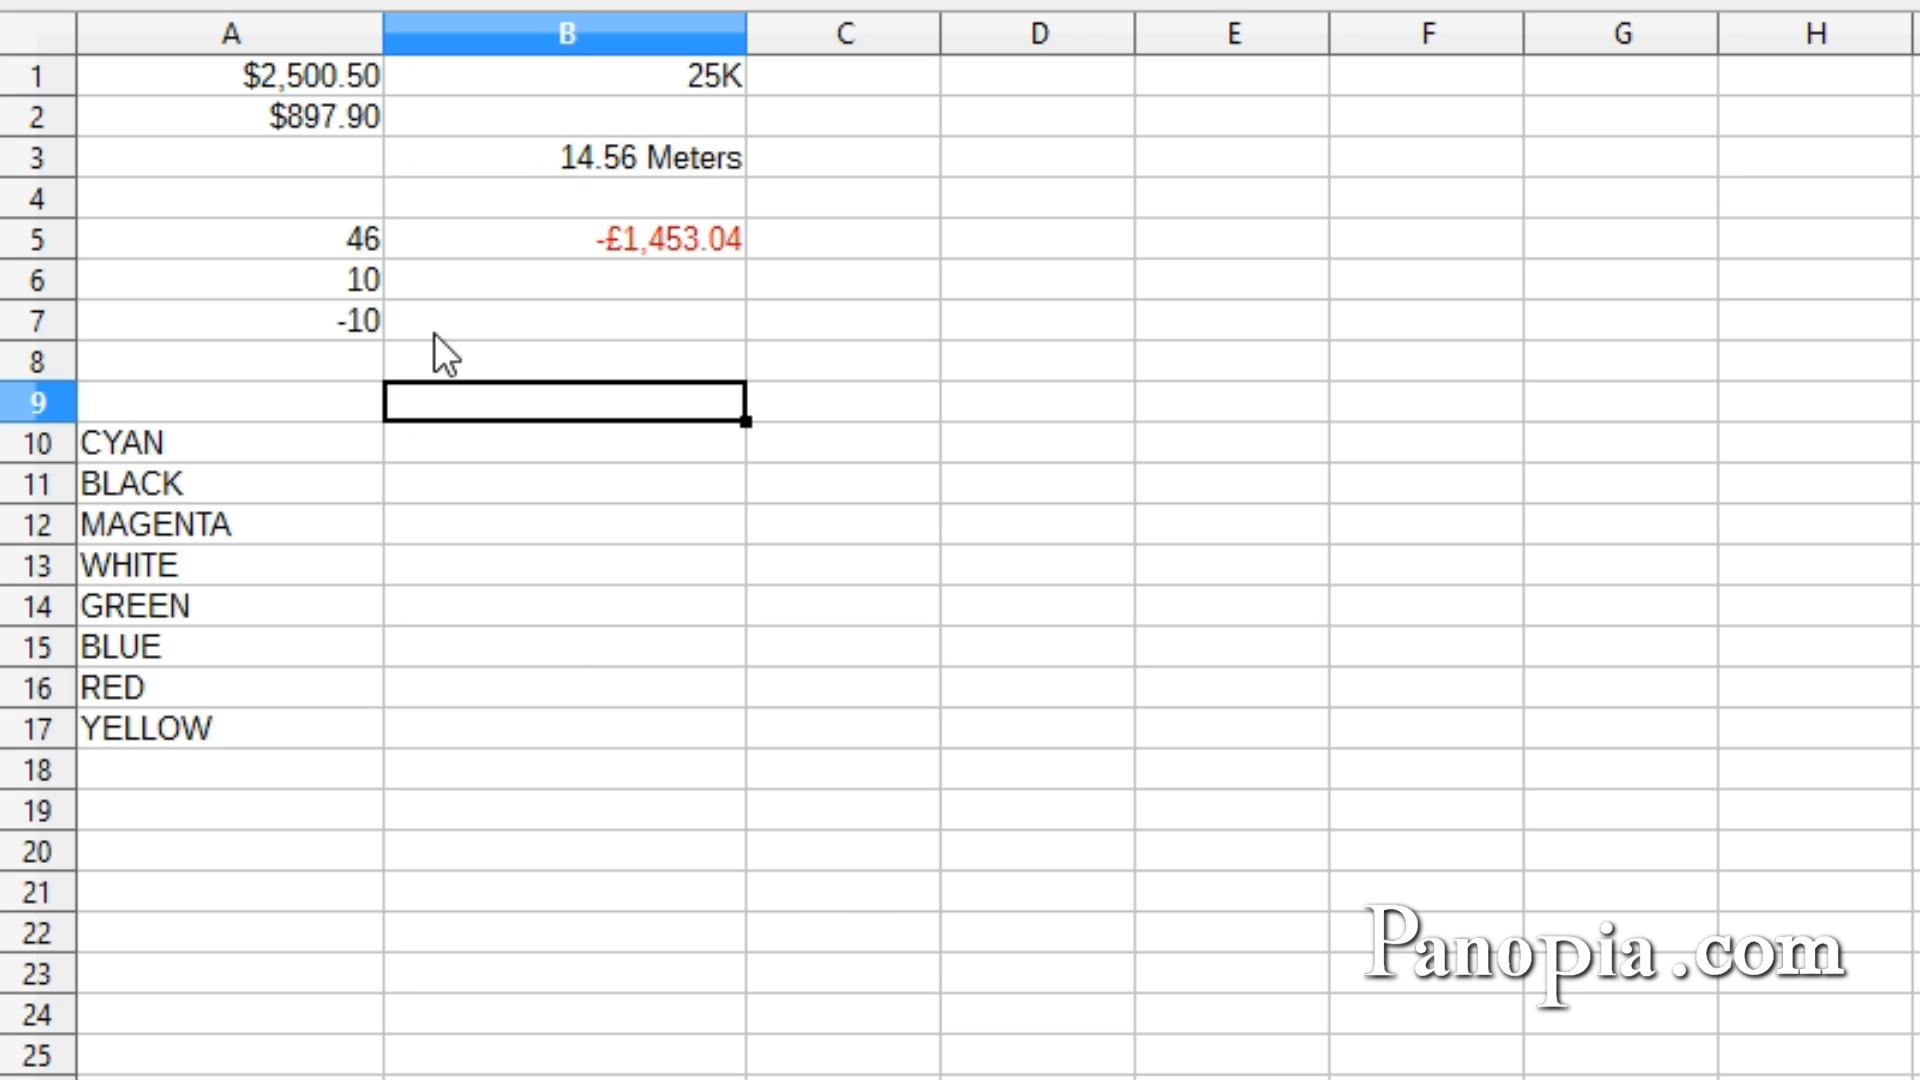 A B C D E F G H
1 $2,500.50 25K
2 $897.90
3 14.56 Meters
4
5 46 -£1,453.04
6 10
7 -10
8
9
10 CYAN
11 BLACK
12 MAGENTA
13 WHITE
14 GREEN
15 BLUE
16 RED
17 YELLOW
18
19
20
21
22
23
24
25
Panopia.com